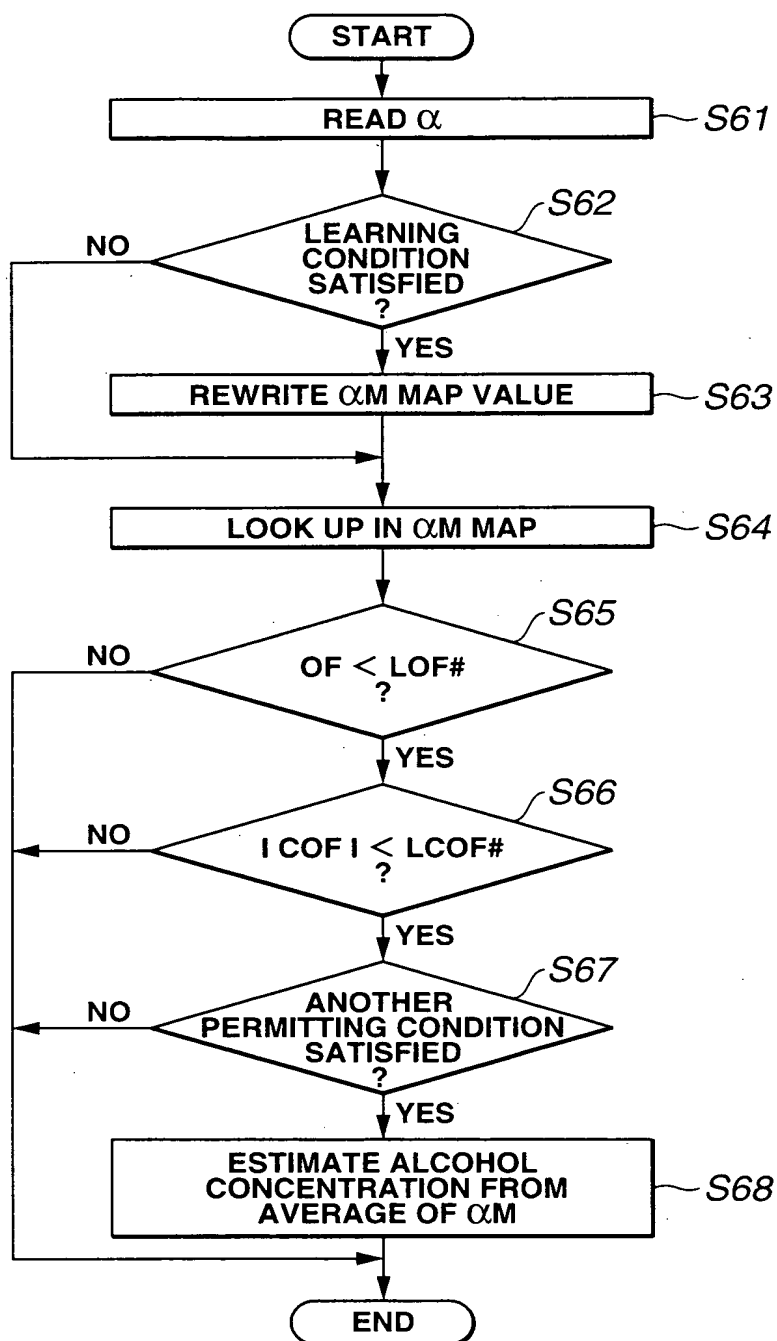 START
READ α
S61
S62
LEARNING
CONDITION
SATISFIED
?
NO
YES
REWRITE αM MAP VALUE
S63
LOOK UP IN αM MAP
S64
S65
OF < LOF#
?
NO
YES
S66
I COF I < LCOF#
?
NO
YES
S67
ANOTHER
PERMITTING CONDITION
SATISFIED
?
NO
YES
ESTIMATE ALCOHOL
CONCENTRATION FROM
AVERAGE OF αM
S68
END